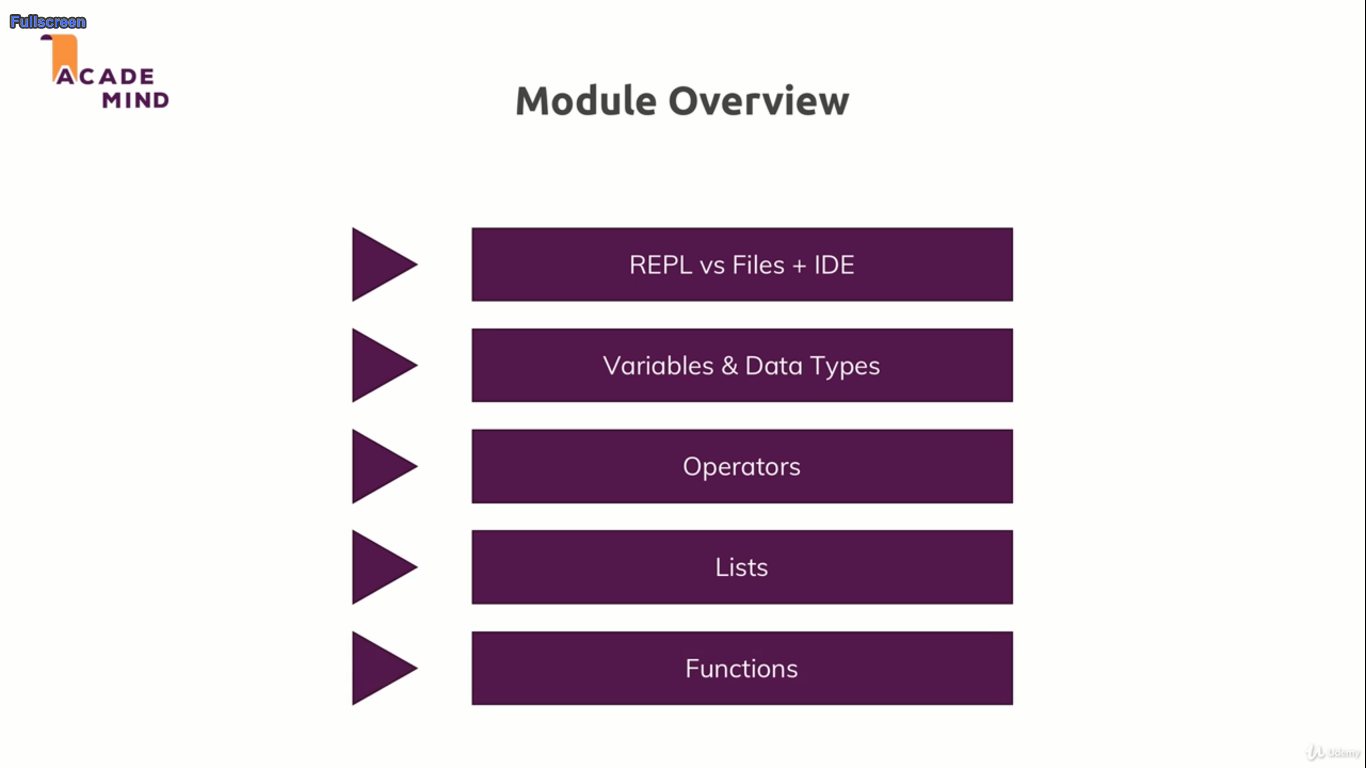 Fullscreen
ACADE
MIND
Module Overview
REPL vs Files + IDE
Variables & Data Types
Operators
Lists
Functions
Udemy